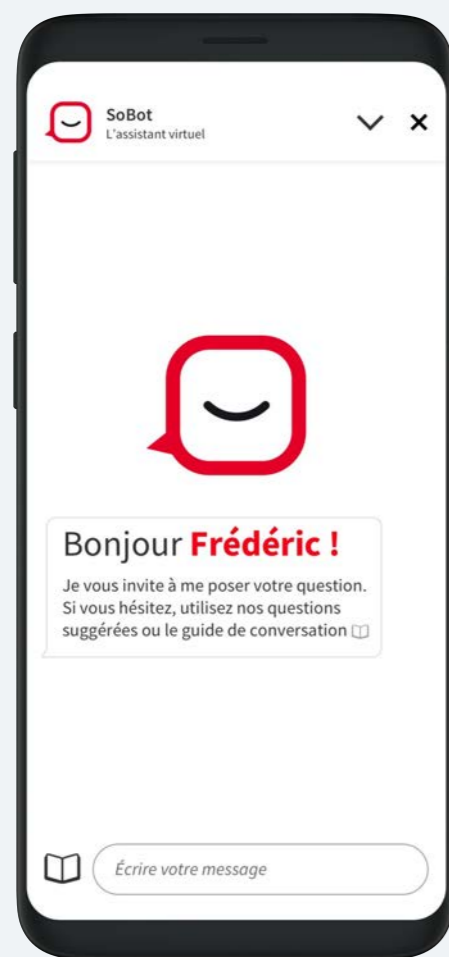 SoBot
L'assistant virtuel
Bonjour Frédéric !
Je vous invite à me poser votre question.
Si vous hésitez, utilisez nos questions
suggérées ou le guide de conversation
Écrire votre message